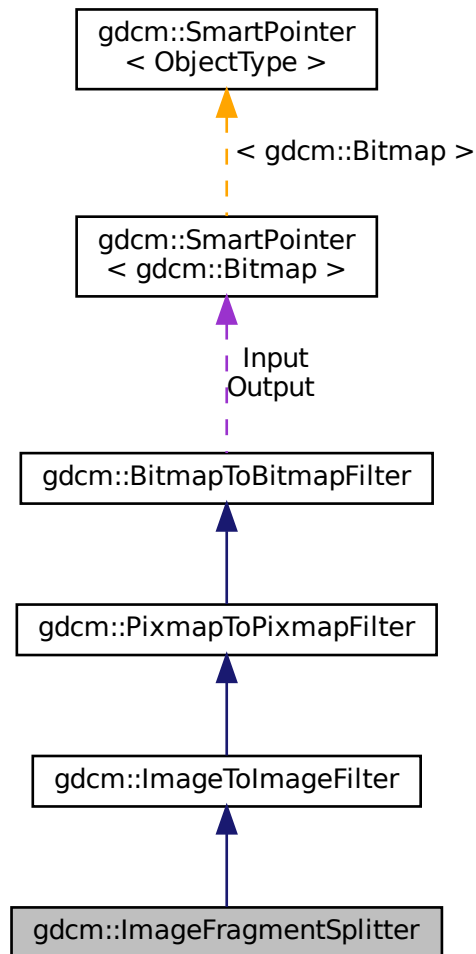 gdcm::SmartPointer
< ObjectType >
< gdcm::Bitmap >
gdcm::SmartPointer
< gdcm::Bitmap >
Input
Output
gdcm::BitmapToBitmapFilter
gdcm::PixmapToPixmapFilter
gdcm::ImageToImageFilter
gdcm::ImageFragmentSplitter